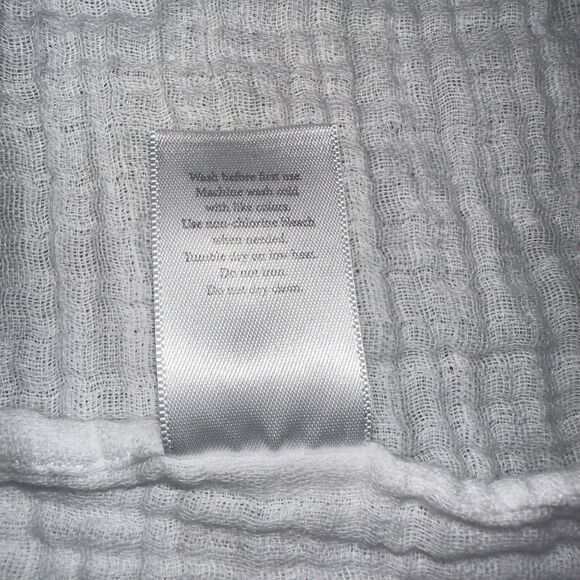 Wash before first use.
Machine wash cold
with like colors.
Use non-chlorine bleach
when needed.
Tumble dry on low heat.
Do not iron.
Do not dry clean.